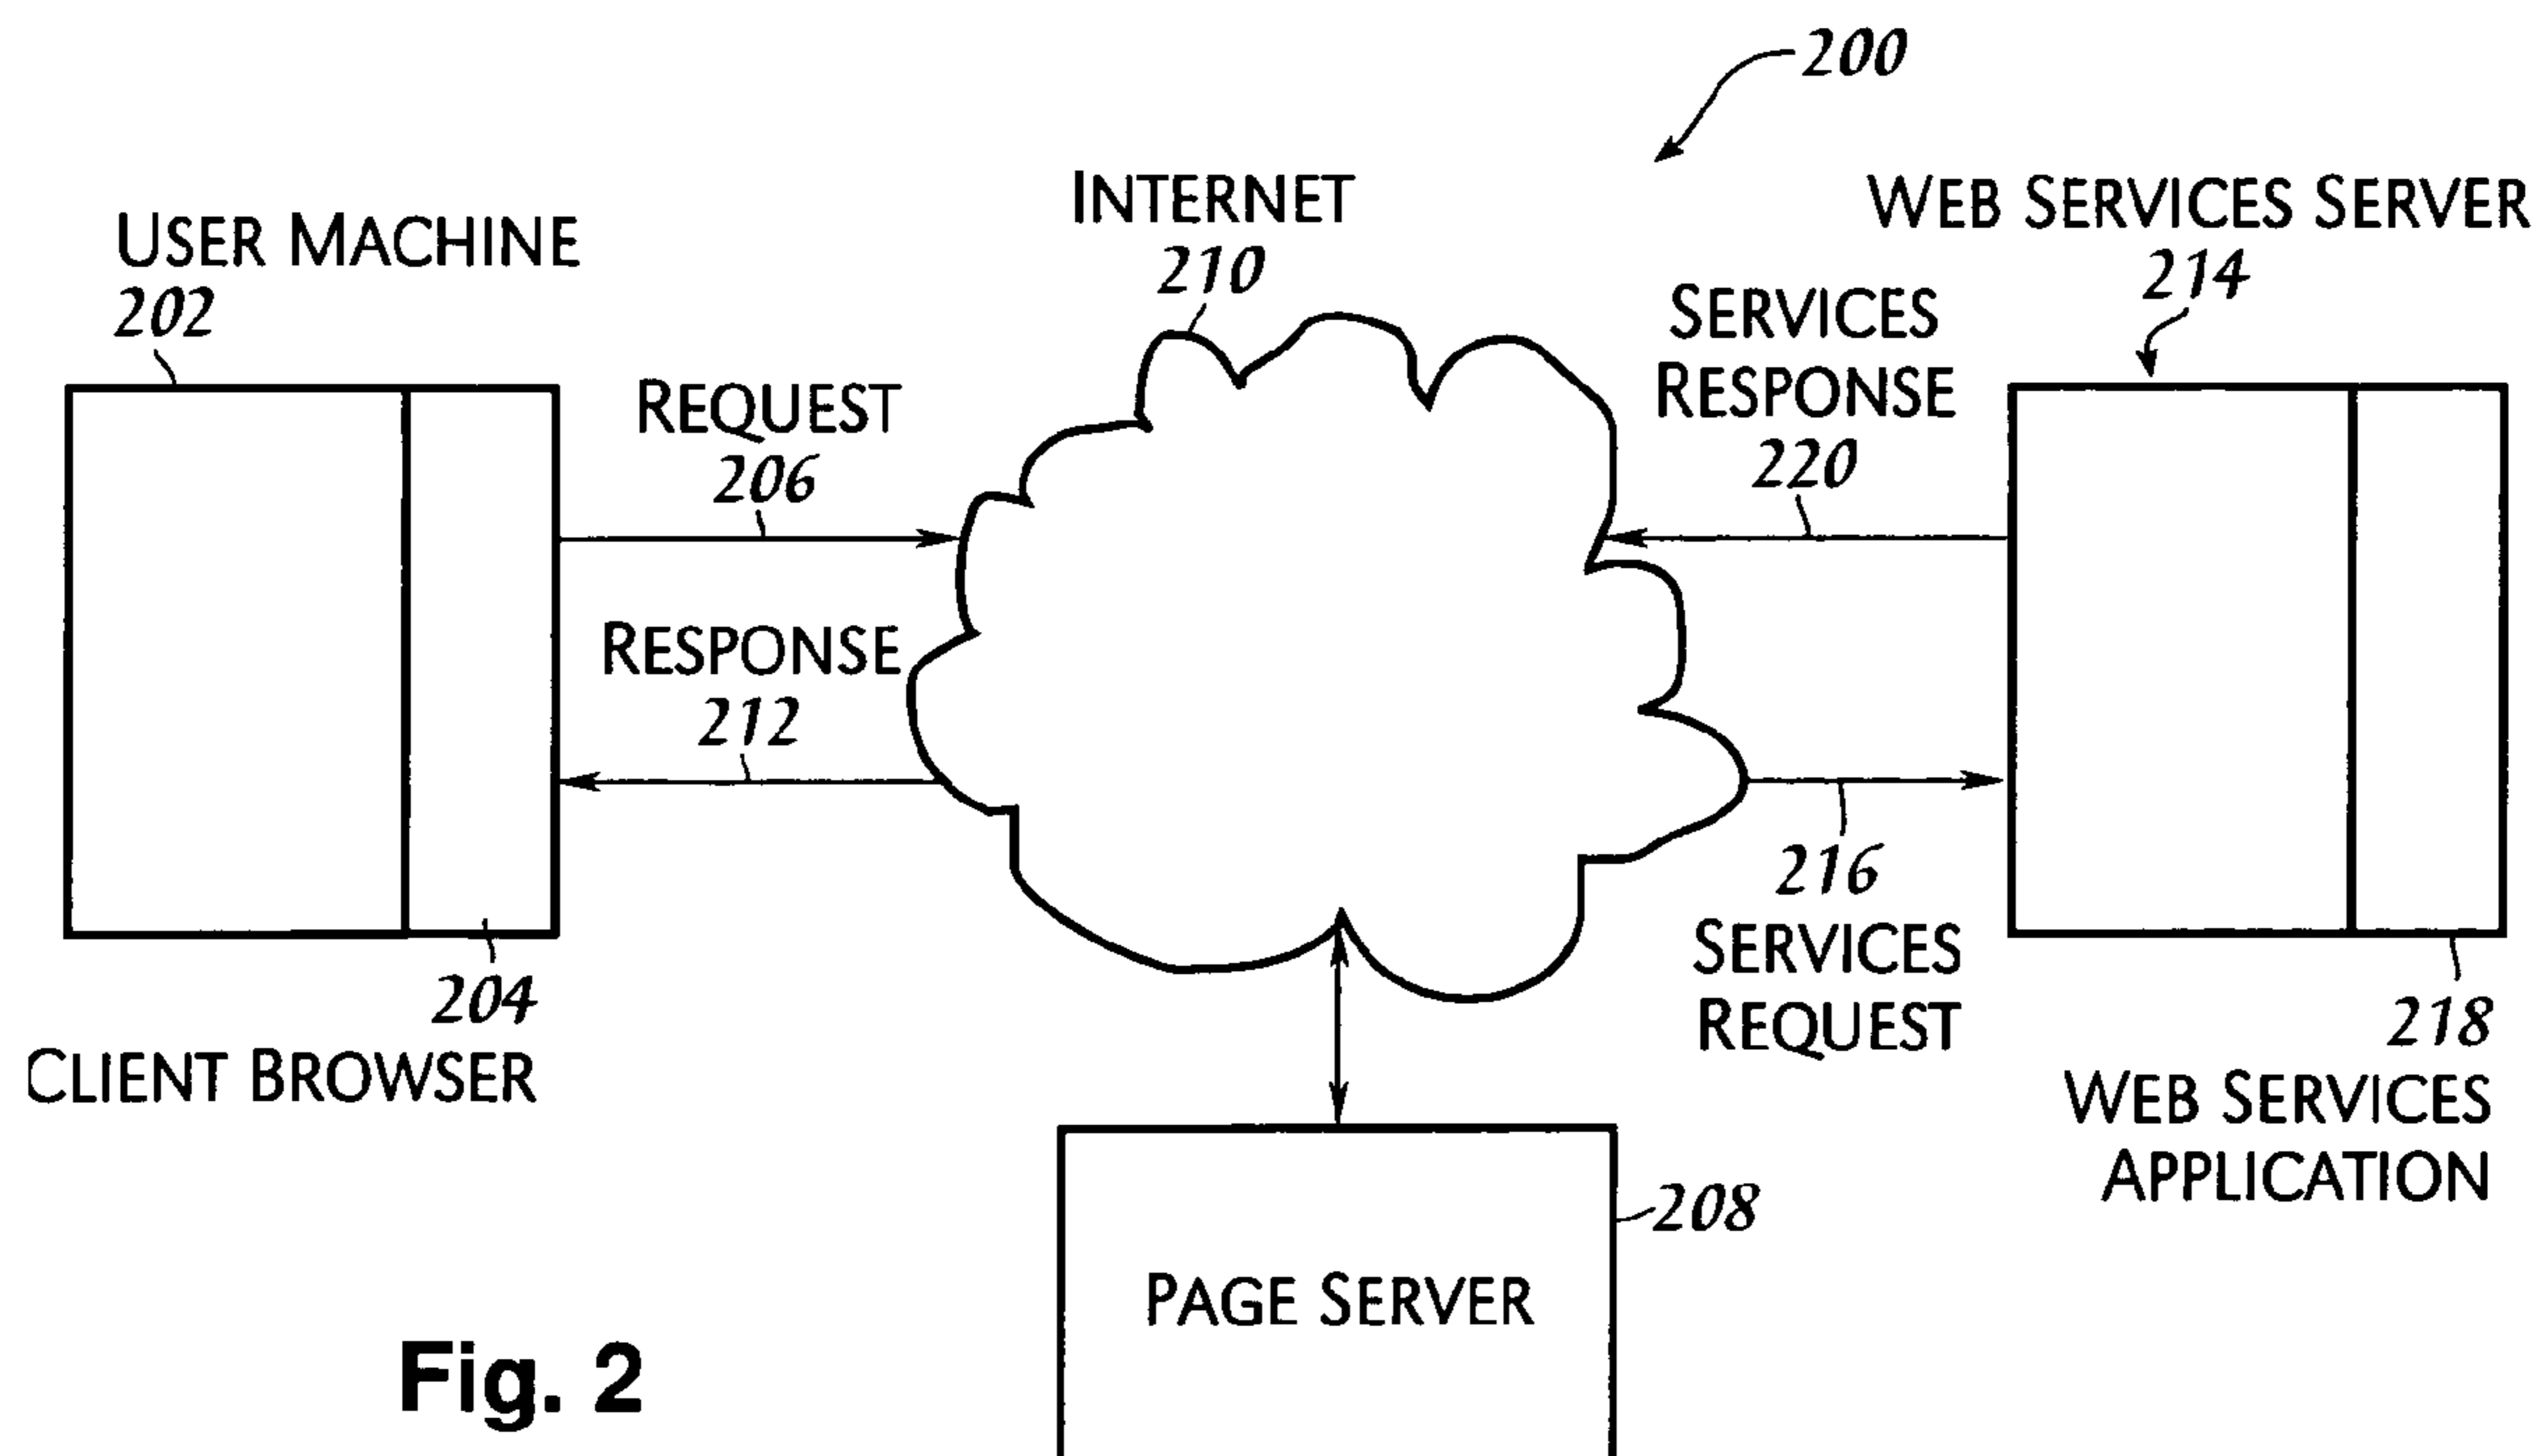 200
INTERNET
210
USER MACHINE
202
WEB SERVICES SERVER
214
REQUEST
206
SERVICES
RESPONSE
220
RESPONSE
212
216
SERVICES
REQUEST
204
CLIENT BROWSER
218
WEB SERVICES
APPLICATION
208
PAGE SERVER
Fig. 2